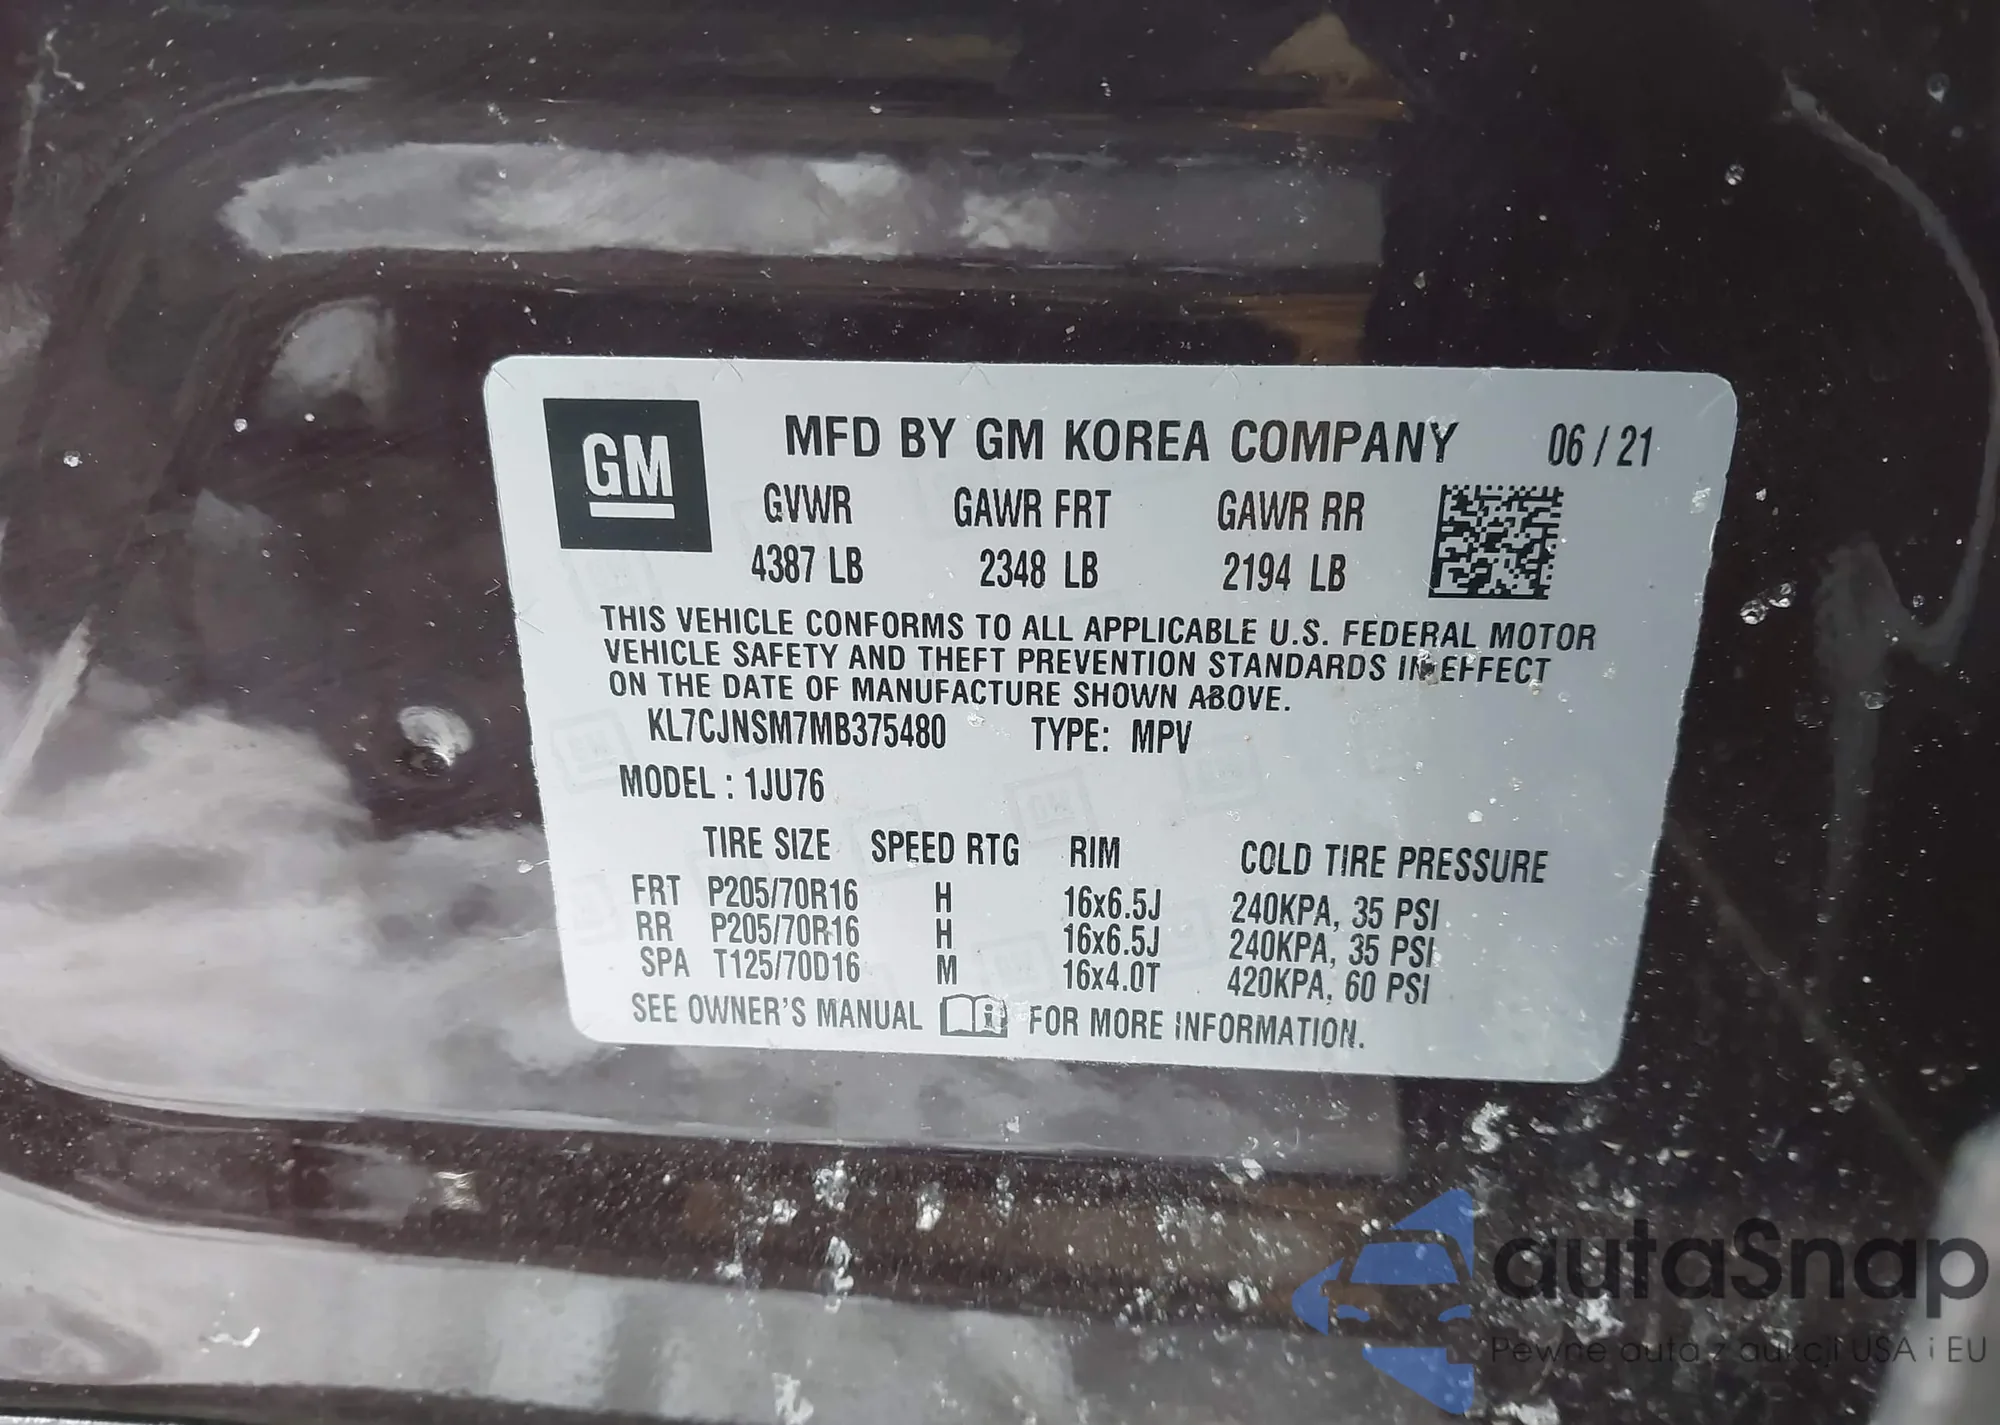 GM
MFD BY GM KOREA COMPANY 06 / 21
GVWR GAWR FRT GAWR RR
4387 LB 2348 LB 2194 LB
THIS VEHICLE CONFORMS TO ALL APPLICABLE U.S. FEDERAL MOTOR
VEHICLE SAFETY AND THEFT PREVENTION STANDARDS IN EFFECT
ON THE DATE OF MANUFACTURE SHOWN ABOVE.
KL7CJNSM7MB375480 TYPE: MPV
MODEL : 1JU76
TIRE SIZE SPEED RTG RIM COLD TIRE PRESSURE
FRT P205/70R16 H 16x6.5J 240KPA, 35 PSI
RR P205/70R16 H 16x6.5J 240KPA, 35 PSI
SPA T125/70D16 M 16x4.0T 420KPA, 60 PSI
SEE OWNER'S MANUAL FOR MORE INFORMATION.
autaSnap
Pewne auta z aukcji USA i EU